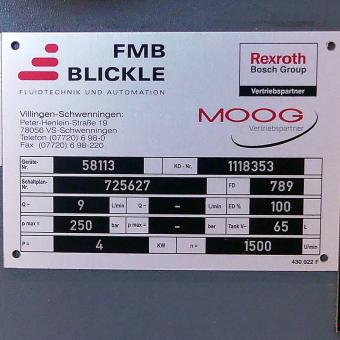 FMB
BLICKLE
FLUIDTECHNIK UND AUTOMATION
Rexroth
Bosch Group
Vertriebspartner
Villingen-Schwenningen:
Peter-Henlein-Straße 19
78056 VS-Schwenningen
Telefon (07720) 6 98-0
Fax (07720) 6 98-220
MOOG
Vertriebspartner
Geräte-Nr. 58113 KD - Nr. 1118353
Schaltplan-Nr. 725627 FD 789
Q – 9 L/min Q – – L/min ED % 100
p max = 250 bar p max = – bar Tank V– 65 L
P = 4 KW n = 1500 U/min
430 022 F